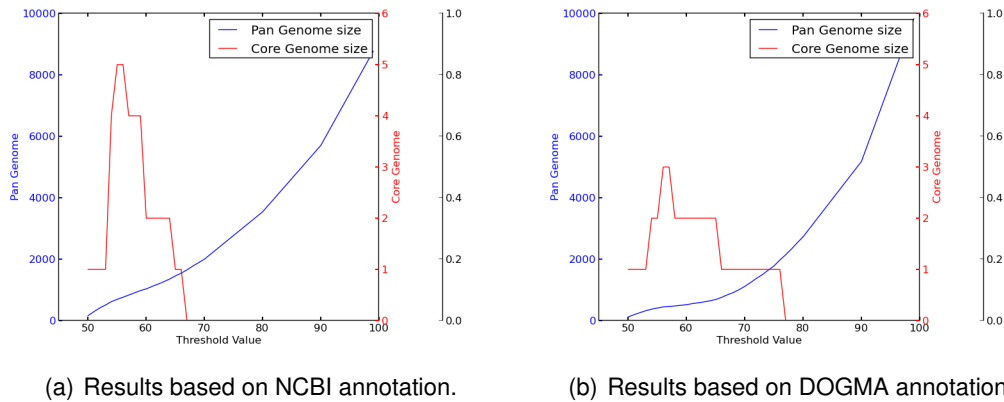 10000
8000
6000
4000
2000
0
Pan Genome
Pan Genome size
Core Genome size
6
5
4
3
2
1
0
Core Genome
1.0
0.8
0.6
0.4
0.2
0.0
50 60 70 80 90 100
Threshold Value
(a) Results based on NCBI annotation.
10000
8000
6000
4000
2000
0
Pan Genome
Pan Genome size
Core Genome size
6
5
4
3
2
1
0
Core Genome
1.0
0.8
0.6
0.4
0.2
0.0
50 60 70 80 90 100
Threshold Value
(b) Results based on DOGMA annotation